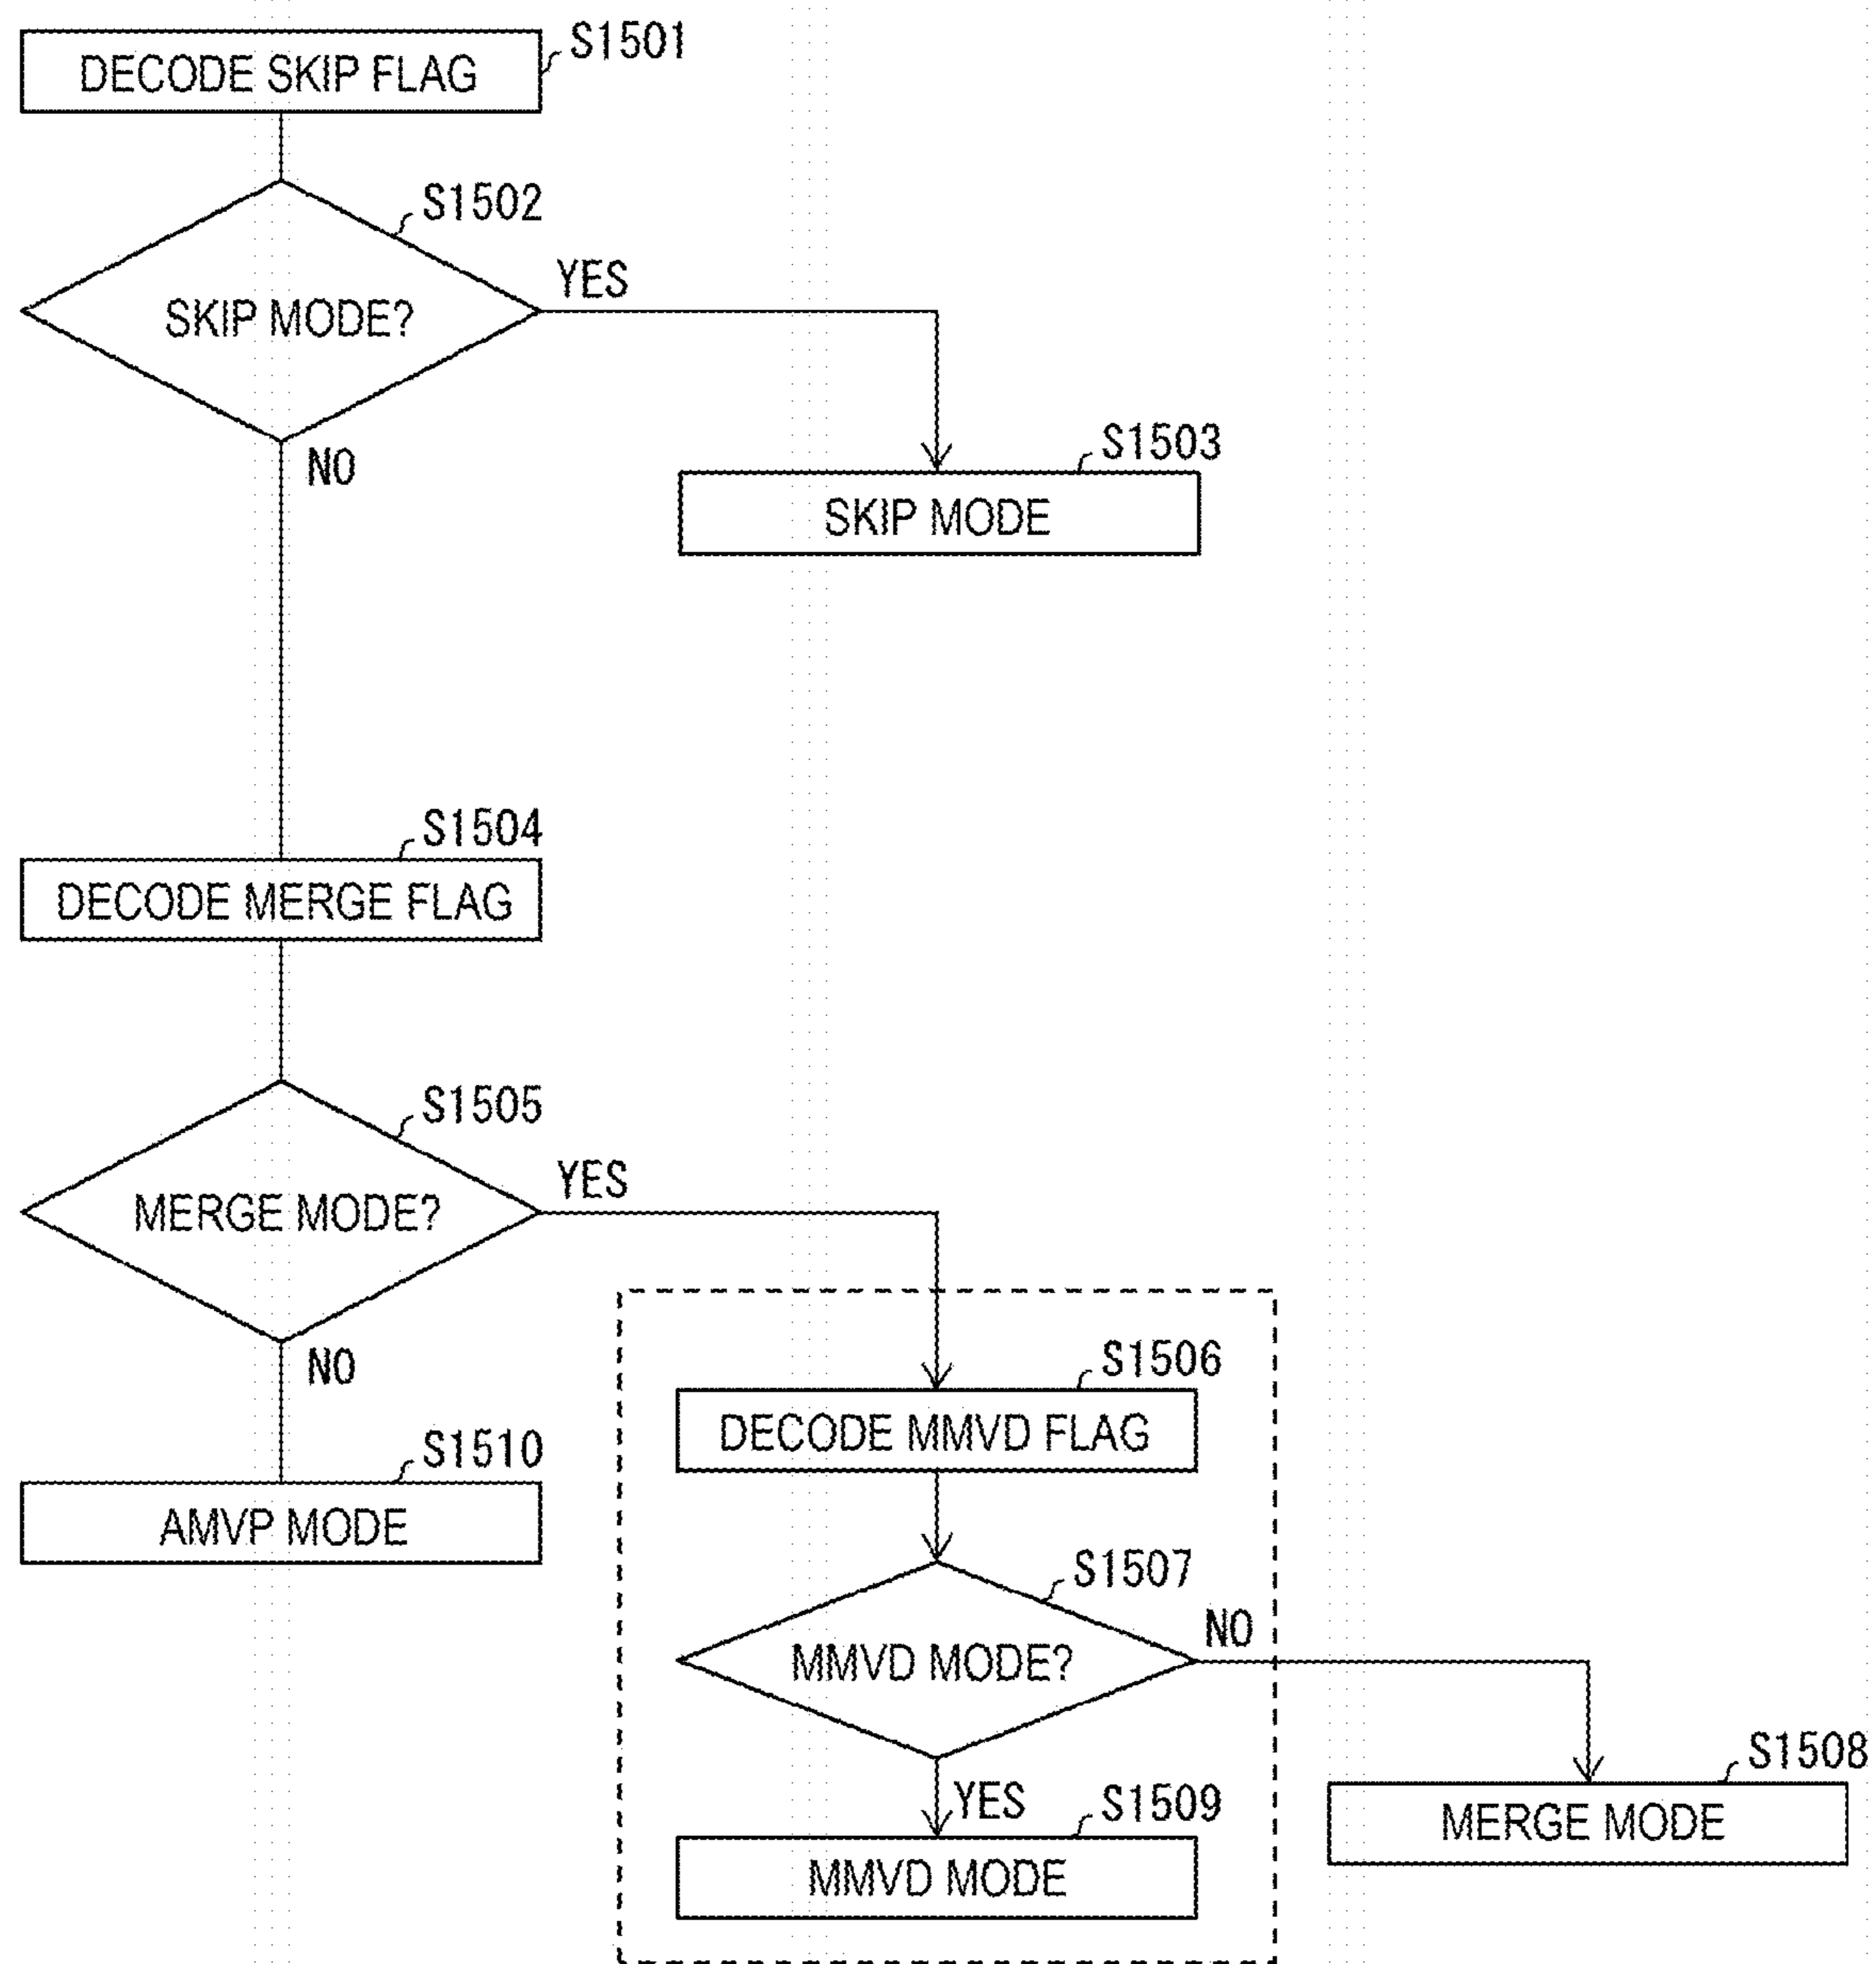 S1501
DECODE SKIP FLAG
S1502
YES
SKIP MODE?
NO
S1503
SKIP MODE
S1504
DECODE MERGE FLAG
S1505
YES
MERGE MODE?
NO
S1506
DECODE MMVD FLAG
S1510
AMVP MODE
S1507
NO
MMVD MODE?
YES
S1509
MMVD MODE
S1508
MERGE MODE